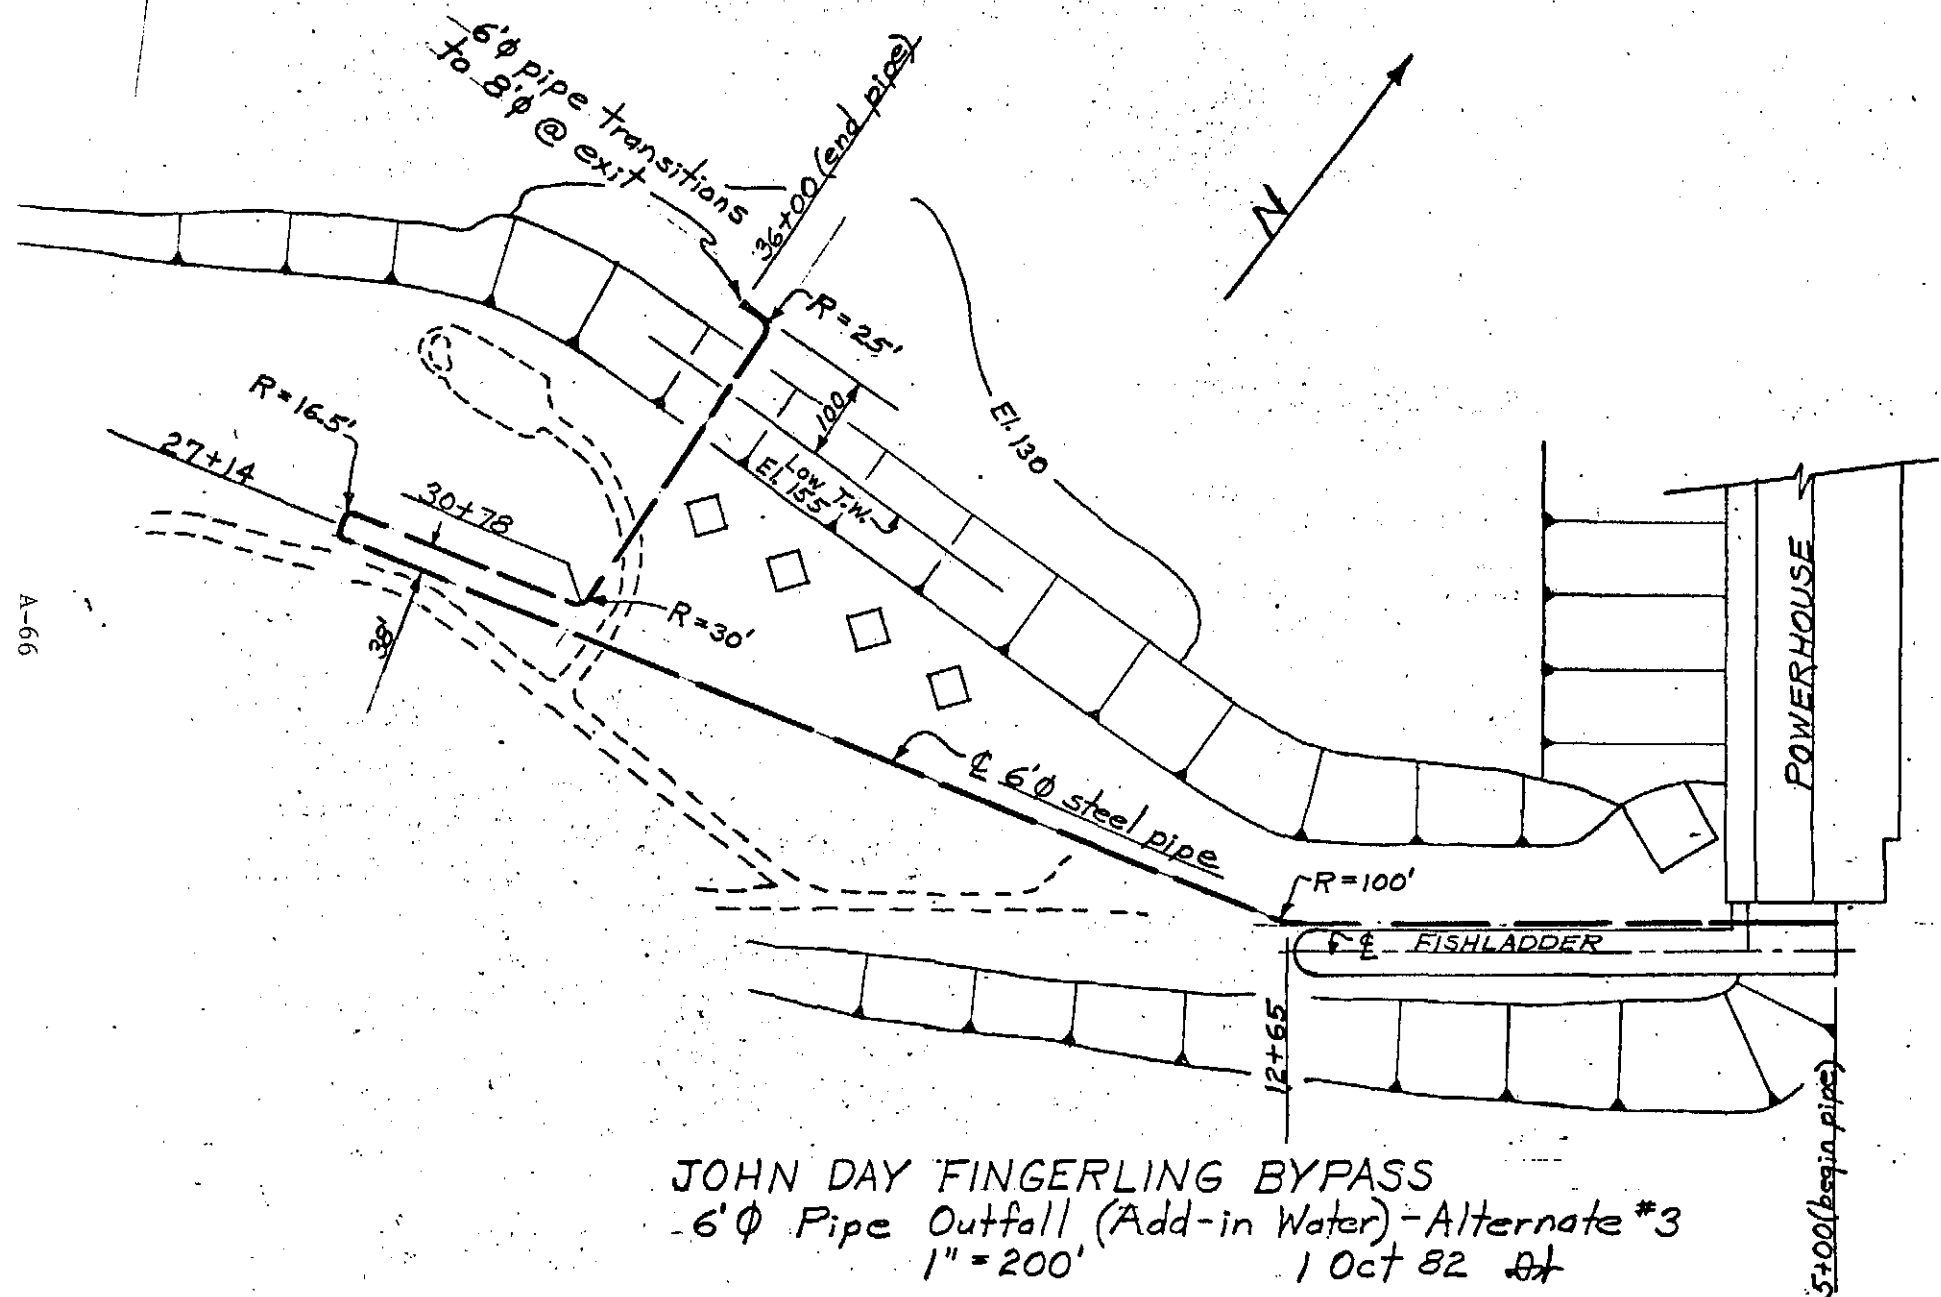 6'φ pipe transitions
to 8'φ @ exit
36+00 (end pipe)
N
R=25'
R=16.5'
27+14
30+78
100
El. 130
Low T.W.
El. 155
R=30'
38'
A-66
POWERHOUSE
℄ 6'φ steel pipe
R=100'
℄ FISHLADDER
12+65
5+00 (begin pipe)
JOHN DAY FINGERLING BYPASS
6'φ Pipe Outfall (Add-in Water) - Alternate #3
1" = 200'
1 Oct 82